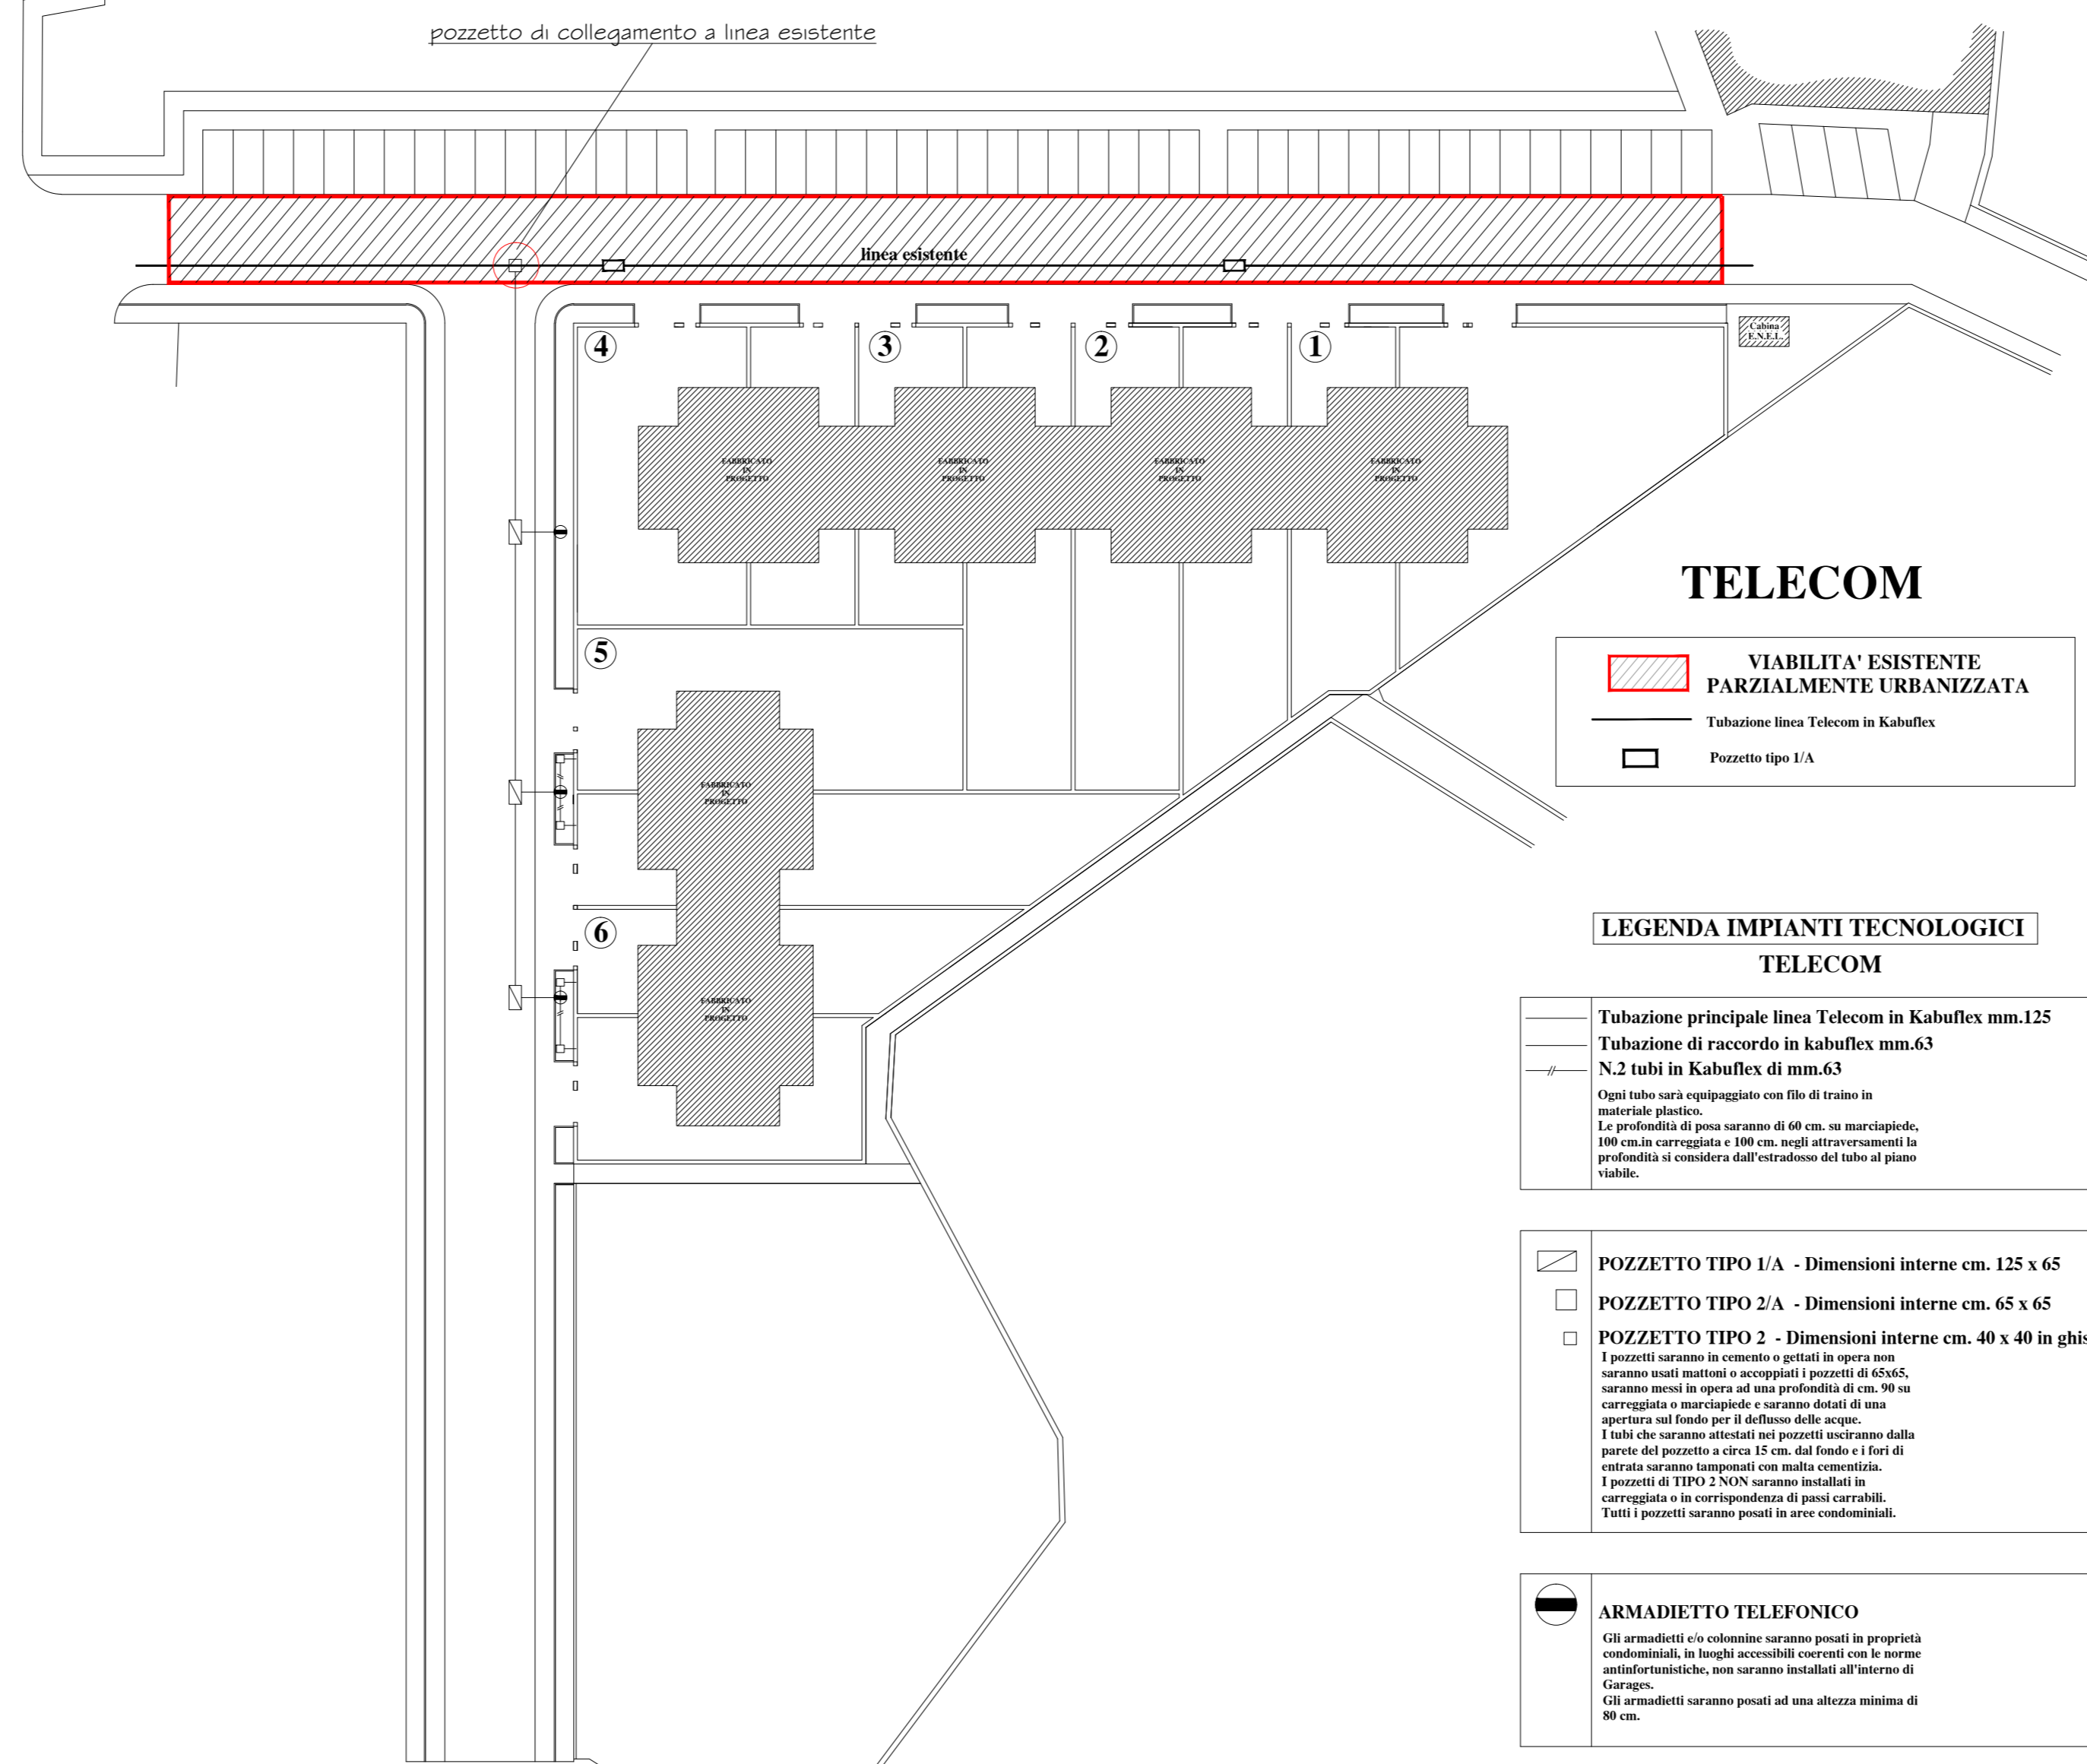 pozzetto di collegamento a linea esistente
linea esistente
4
3
2
1
Cabina
E.N.E.L.
FABBRICATO
IN
PROGETTO
FABBRICATO
IN
PROGETTO
FABBRICATO
IN
PROGETTO
FABBRICATO
IN
PROGETTO
TELECOM
5
VIABILITA' ESISTENTE
PARZIALMENTE URBANIZZATA
Tubazione linea Telecom in Kabuflex
Pozzetto tipo 1/A
FABBRICATO
IN
PROGETTO
6
FABBRICATO
IN
PROGETTO
LEGENDA IMPIANTI TECNOLOGICI
TELECOM
Tubazione principale linea Telecom in Kabuflex mm.125
Tubazione di raccordo in kabuflex mm.63
N.2 tubi in Kabuflex di mm.63
Ogni tubo sarà equipaggiato con filo di traino in
materiale plastico.
Le profondità di posa saranno di 60 cm. su marciapiede,
100 cm.in carreggiata e 100 cm. negli attraversamenti la
profondità si considera dall'estradosso del tubo al piano
viabile.
POZZETTO TIPO 1/A - Dimensioni interne cm. 125 x 65
POZZETTO TIPO 2/A - Dimensioni interne cm. 65 x 65
POZZETTO TIPO 2 - Dimensioni interne cm. 40 x 40 in ghis
I pozzetti saranno in cemento o gettati in opera non
saranno usati mattoni o accoppiati i pozzetti di 65x65,
saranno messi in opera ad una profondità di cm. 90 su
carreggiata o marciapiede e saranno dotati di una
apertura sul fondo per il deflusso delle acque.
I tubi che saranno attestati nei pozzetti usciranno dalla
parete del pozzetto a circa 15 cm. dal fondo e i fori di
entrata saranno tamponati con malta cementizia.
I pozzetti di TIPO 2 NON saranno installati in
carreggiata o in corrispondenza di passi carrabili.
Tutti i pozzetti saranno posati in aree condominiali.
ARMADIETTO TELEFONICO
Gli armadietti e/o colonnine saranno posati in proprietà
condominiali, in luoghi accessibili coerenti con le norme
antinfortunistiche, non saranno installati all'interno di
Garages.
Gli armadietti saranno posati ad una altezza minima di
80 cm.